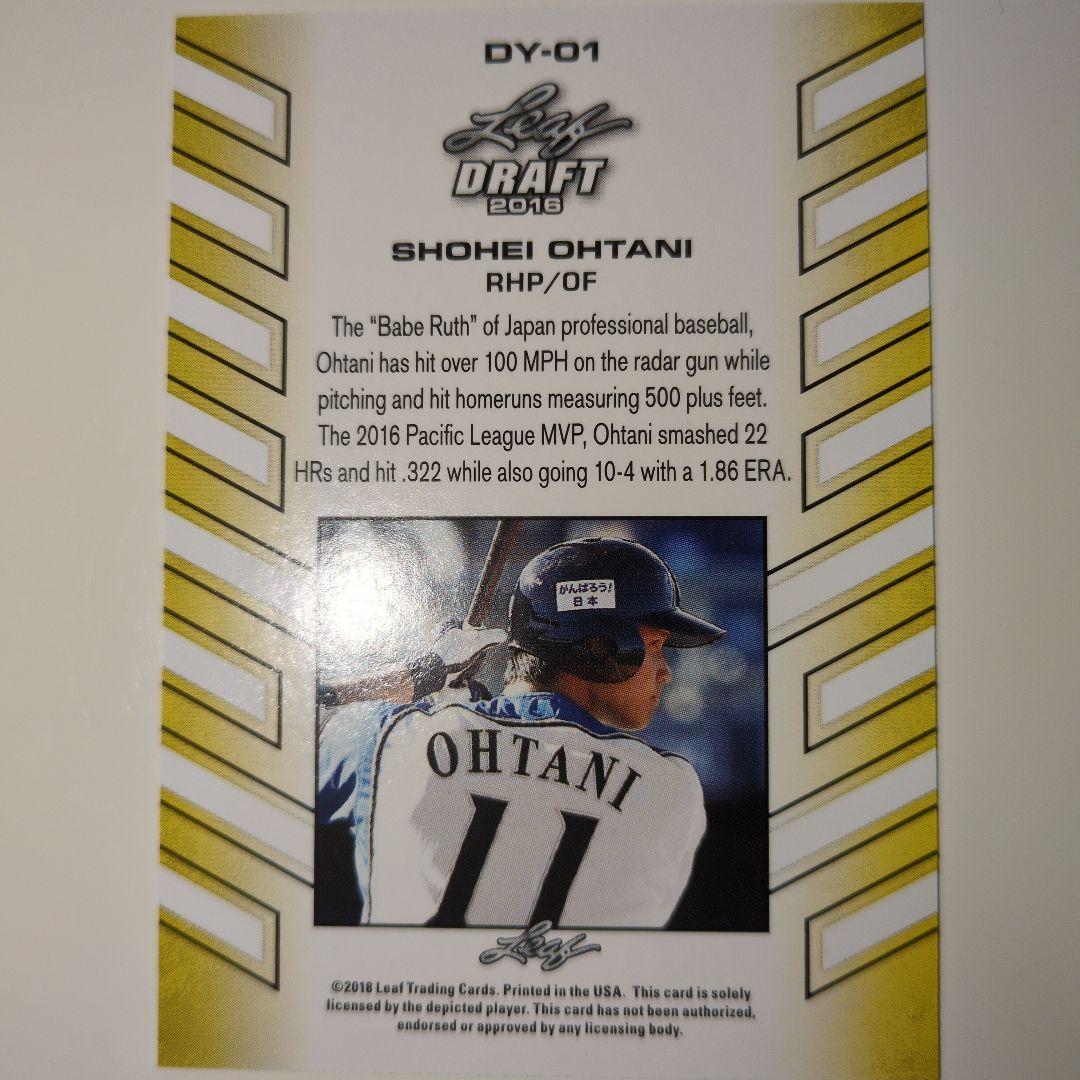 DY-01
Leaf
DRAFT
2016
SHOHEI OHTANI
RHP/OF
The “Babe Ruth” of Japan professional baseball,
Ohtani has hit over 100 MPH on the radar gun while
pitching and hit homeruns measuring 500 plus feet.
The 2016 Pacific League MVP, Ohtani smashed 22
HRs and hit .322 while also going 10-4 with a 1.86 ERA.
がんばろう!
日本
OHTANI
11
Leaf
©2018 Leaf Trading Cards. Printed in the USA. This card is solely
licensed by the depicted player. This card has not been authorized,
endorsed or approved by any licensing body.